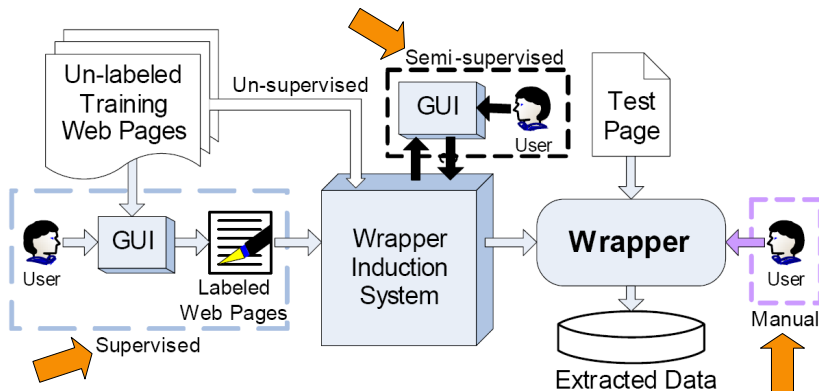 Un-labeled
Training
Web Pages
Un-supervised
Semi-supervised
GUI
User
Test
Page
User
GUI
Labeled
Web Pages
Supervised
Wrapper
Induction
System
Wrapper
User
Manual
Extracted Data